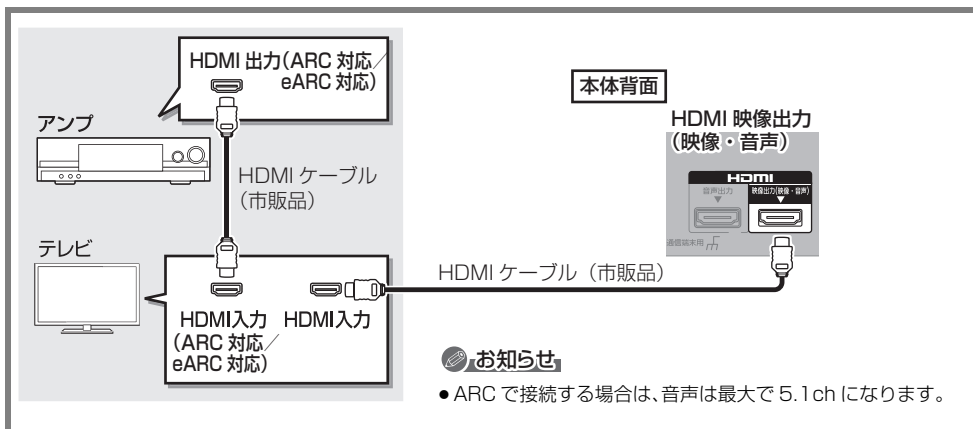 HDMI 出力(ARC 対応／
eARC 対応)
アンプ
HDMI ケーブル
（市販品）
テレビ
HDMI入力
（ARC 対応／
eARC 対応）
HDMI入力
HDMI ケーブル（市販品）
本体背面
HDMI 映像出力
（映像・音声）
HDMI
音声出力
映像出力(映像・音声)
通信端末用
お知らせ
● ARC で接続する場合は、音声は最大で 5.1ch になります。